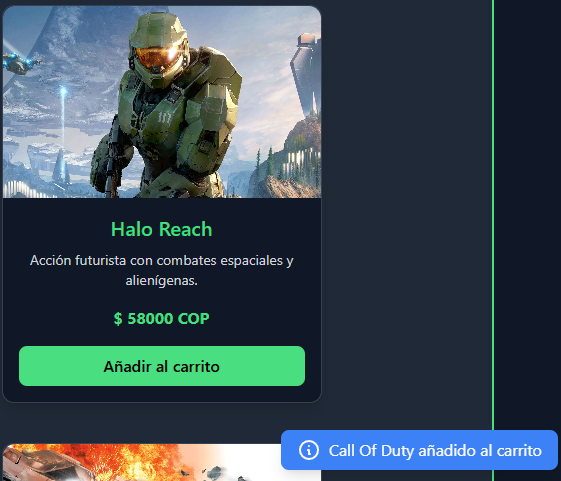 Halo Reach
Acción futurista con combates espaciales y
alienígenas.
$ 58000 COP
Añadir al carrito
Call Of Duty añadido al carrito